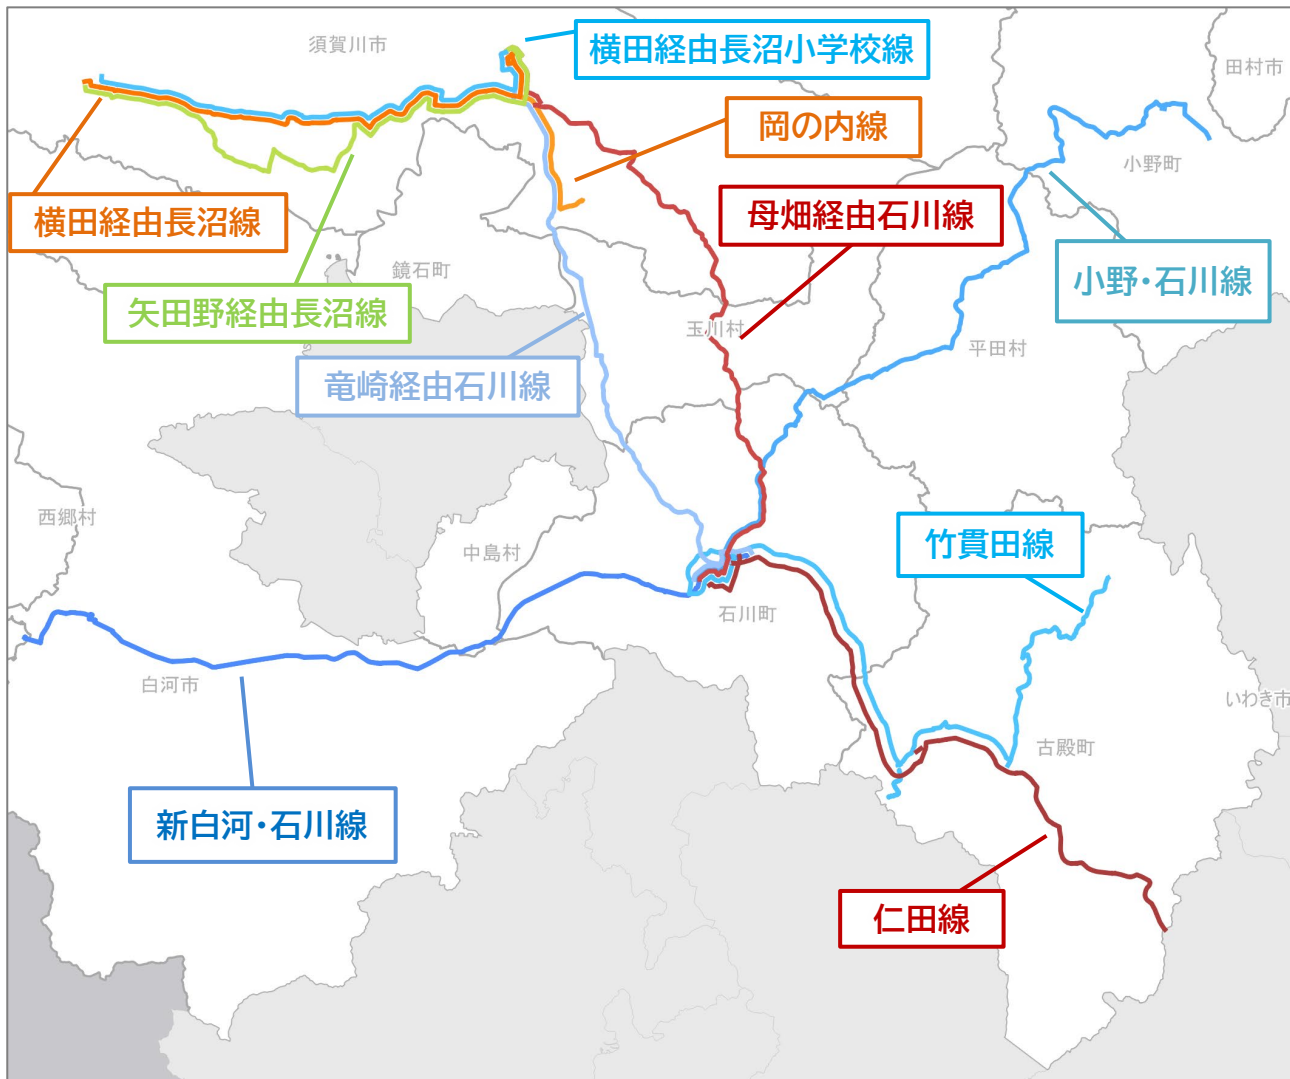 須賀川市
横田経由長沼小学校線
田村市
岡の内線
小野町
横田経由長沼線
母畑経由石川線
鏡石町
小野・石川線
矢田野経由長沼線
玉川村
平田村
竜崎経由石川線
西郷村
中島村
竹貫田線
石川町
白河市
いわき市
古殿町
新白河・石川線
仁田線